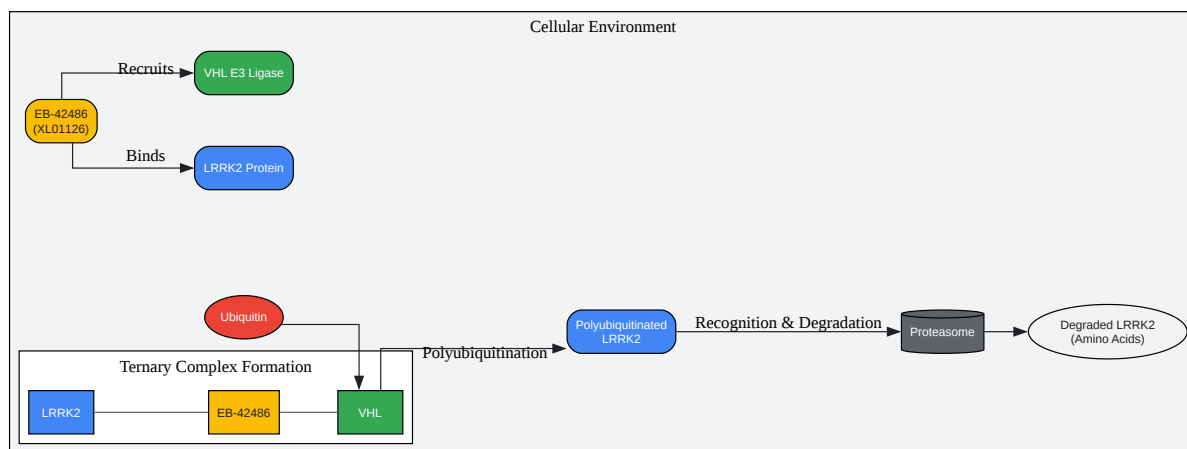 Cellular Environment
Recruits
VHL E3 Ligase
EB-42486
(XL01126)
Binds
LRRK2 Protein
Ubiquitin
Polyubiquitination
Polyubiquitinated
LRRK2
Recognition & Degradation
Proteasome
Degraded LRRK2
(Amino Acids)
Ternary Complex Formation
LRRK2
EB-42486
VHL